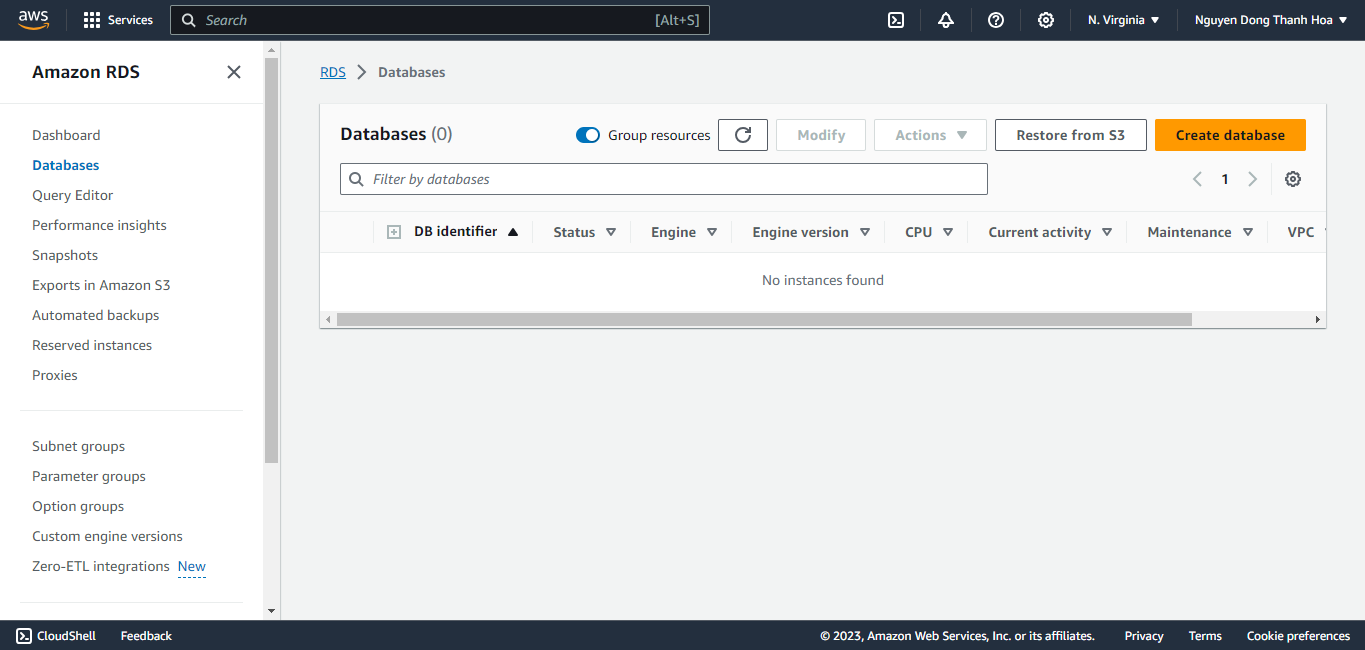 aws Services Search [Alt+S] N. Virginia Nguyen Dong Thanh Hoa
Amazon RDS
Dashboard
Databases
Query Editor
Performance insights
Snapshots
Exports in Amazon S3
Automated backups
Reserved instances
Proxies
Subnet groups
Parameter groups
Option groups
Custom engine versions
Zero-ETL integrations New
RDS Databases
Databases (0) Group resources Modify Actions Restore from S3 Create database
Filter by databases 1
DB identifier Status Engine Engine version CPU Current activity Maintenance VPC
No instances found
CloudShell Feedback © 2023, Amazon Web Services, Inc. or its affiliates. Privacy Terms Cookie preferences